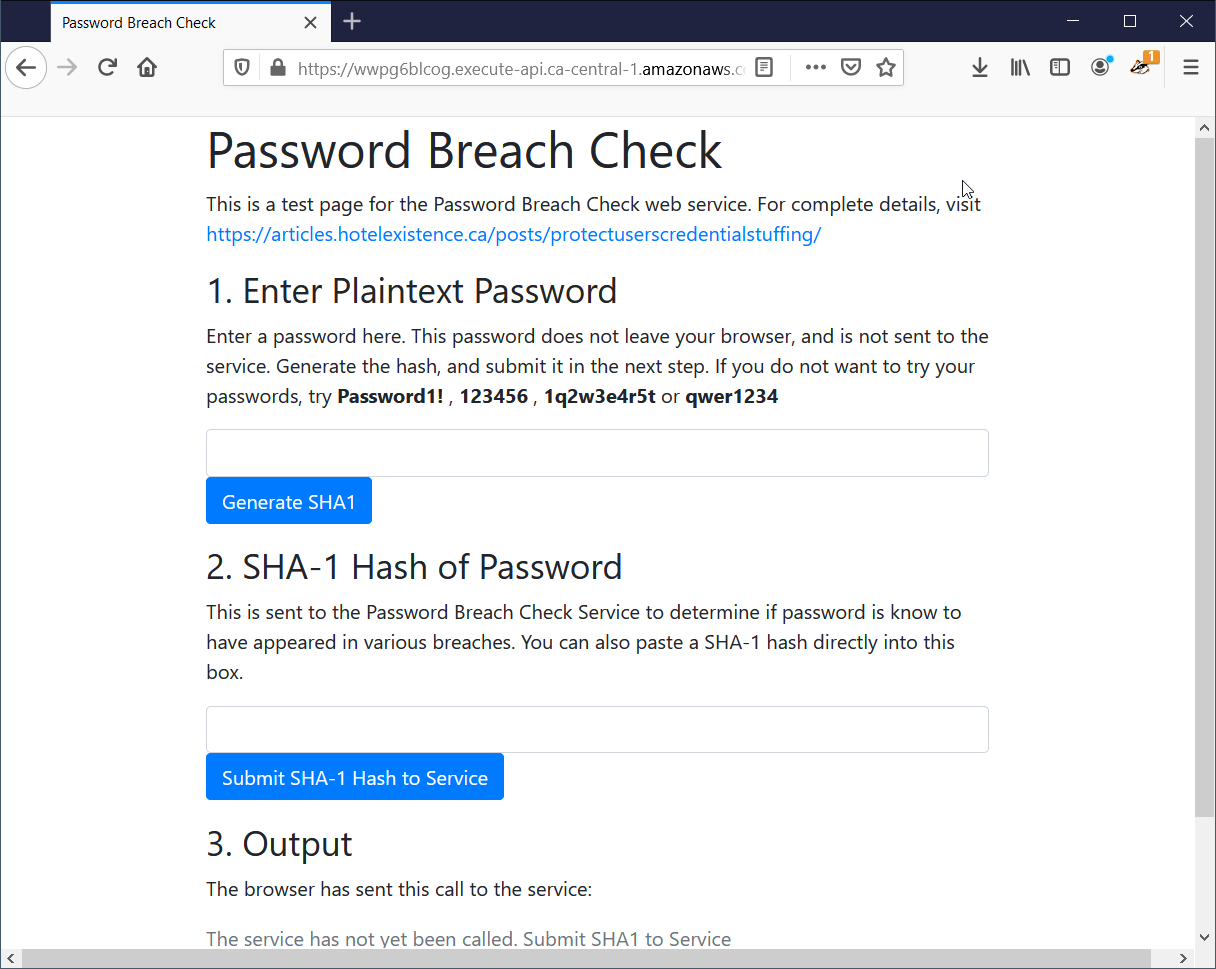 Password Breach Check
https://wwpg6blcog.execute-api.ca-central-1.amazonaws.c
1
Password Breach Check
This is a test page for the Password Breach Check web service. For complete details, visit
https://articles.hotelexistence.ca/posts/protectuserscredentialstuffing/
1. Enter Plaintext Password
Enter a password here. This password does not leave your browser, and is not sent to the
service. Generate the hash, and submit it in the next step. If you do not want to try your
passwords, try Password1! , 123456 , 1q2w3e4r5t or qwer1234
Generate SHA1
2. SHA-1 Hash of Password
This is sent to the Password Breach Check Service to determine if password is know to
have appeared in various breaches. You can also paste a SHA-1 hash directly into this
box.
Submit SHA-1 Hash to Service
3. Output
The browser has sent this call to the service:
The service has not yet been called. Submit SHA1 to Service